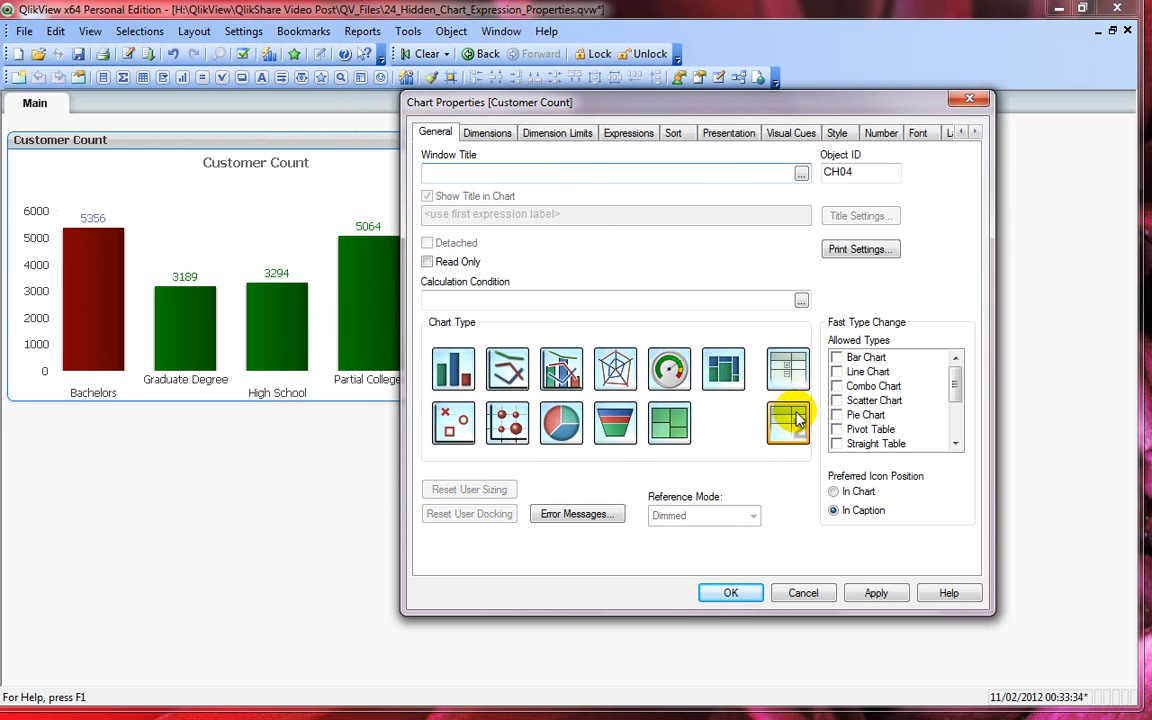 QlikView x64 Personal Edition - [H:\QlikView\QlikShare Video Post\QV_Files\24_Hidden_Chart_Expression_Properties.qvw*]
File Edit View Selections Layout Settings Bookmarks Reports Tools Object Window Help
Clear Back Forward Lock Unlock
Main
Customer Count
Customer Count
6000
5000
4000
3000
2000
1000
0
5356
3189
3294
5064
Bachelors
Graduate Degree
High School
Partial College
Chart Properties [Customer Count]
General Dimensions Dimension Limits Expressions Sort Presentation Visual Cues Style Number Font
Window Title
...
Object ID
CH04
Show Title in Chart
<use first expression label>
Title Settings...
Detached
Read Only
Print Settings...
Calculation Condition
...
Chart Type
Fast Type Change
Allowed Types
Bar Chart
Line Chart
Combo Chart
Scatter Chart
Pie Chart
Pivot Table
Straight Table
Preferred Icon Position
In Chart
In Caption
Reset User Sizing
Reset User Docking
Error Messages...
Reference Mode:
Dimmed
OK Cancel Apply Help
For Help, press F1
11/02/2012 00:33:34*